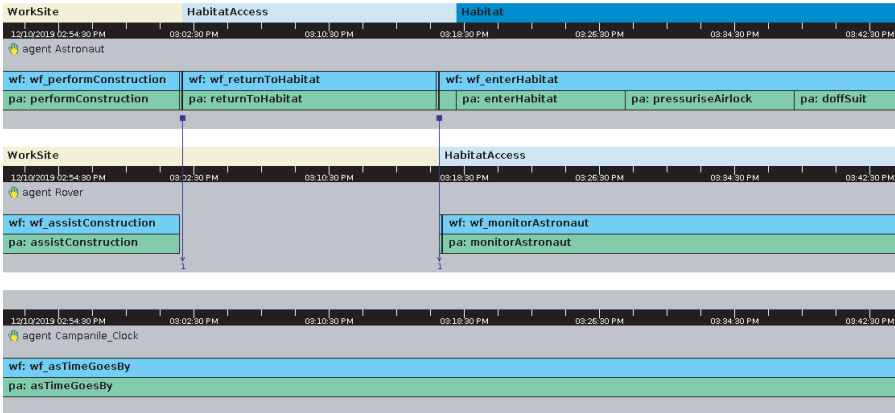 WorkSite HabitatAccess Habitat
12/10/2019 02:54:30 PM 03:02:30 PM 03:10:30 PM 03:18:30 PM 03:26:30 PM 03:34:30 PM 03:42:30 PM
agent Astronaut
wf: wf_performConstruction wf: wf_returnToHabitat wf: wf_enterHabitat
pa: performConstruction pa: returnToHabitat pa: enterHabitat pa: pressuriseAirlock pa: doffSuit
WorkSite HabitatAccess
12/10/2019 02:54:30 PM 03:02:30 PM 03:10:30 PM 03:18:30 PM 03:26:30 PM 03:34:30 PM 03:42:30 PM
agent Rover
wf: wf_assistConstruction wf: wf_monitorAstronaut
pa: assistConstruction pa: monitorAstronaut
1 1
12/10/2019 02:54:30 PM 03:02:30 PM 03:10:30 PM 03:18:30 PM 03:26:30 PM 03:34:30 PM 03:42:30 PM
agent Campanile_Clock
wf: wf_asTimeGoesBy
pa: asTimeGoesBy